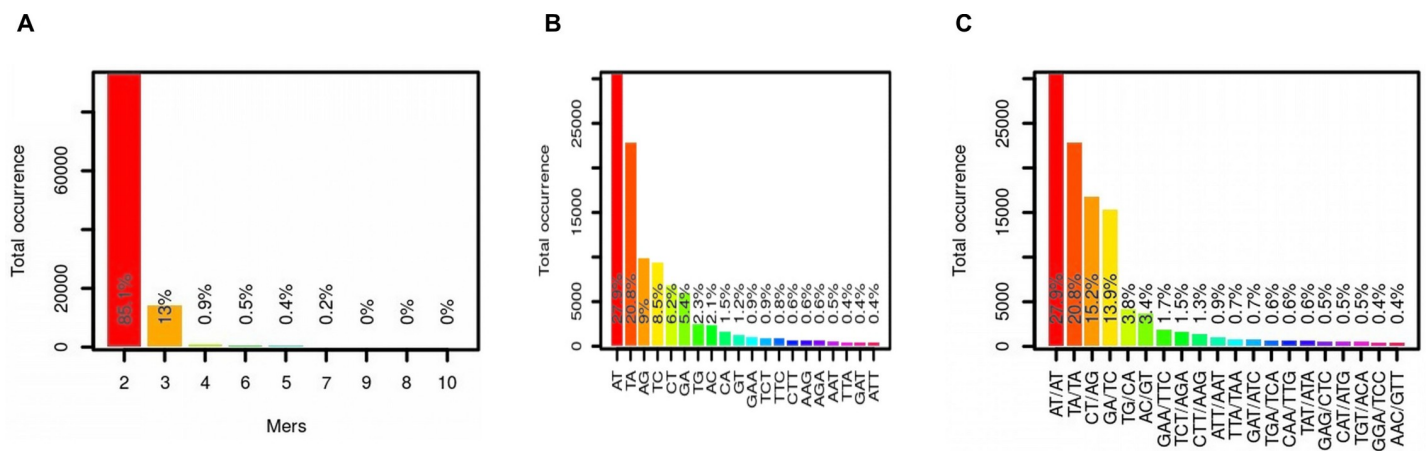 A
Total occurrence
60000
20000
0
85.1%
13%
0.9%
0.5%
0.4%
0.2%
0%
0%
0%
2
3
4
6
5
7
9
8
10
Mers
B
Total occurrence
25000
15000
5000
0
27.9%
20.8%
9%
8.5%
6.2%
5.4%
2.3%
2.1%
1.5%
1.2%
0.9%
0.9%
0.8%
0.6%
0.6%
0.6%
0.5%
0.4%
0.4%
0.4%
AT
TA
AG
TC
CT
GA
TG
AC
CA
GT
GAA
TCT
TTC
CTT
AAG
AGA
AAT
TTA
GAT
ATT
C
Total occurrence
25000
15000
5000
0
27.9%
20.8%
15.2%
13.9%
3.8%
3.4%
1.7%
1.5%
1.3%
0.9%
0.7%
0.7%
0.6%
0.6%
0.6%
0.5%
0.5%
0.5%
0.4%
0.4%
AT/AT
TA/TA
CT/AG
GA/TC
TG/CA
AC/GT
GAA/TTC
TCT/AGA
CTT/AAG
ATT/AAT
TTA/TAA
GAT/ATC
TGA/TCA
CAA/TTG
TAT/ATA
GAG/CTC
CAT/ATG
TGT/ACA
GGA/TCC
AAC/GTT